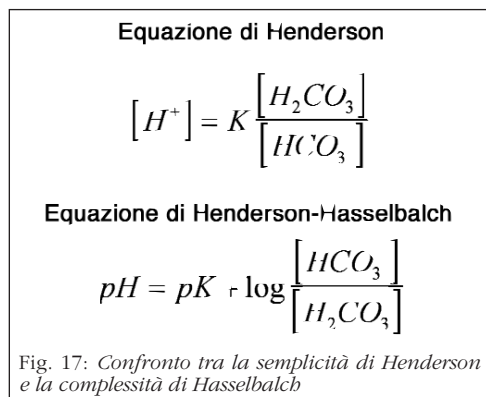 Equazione di Henderson
[H⁺] = K [H₂CO₃] / [HCO₃]
Equazione di Henderson-Hasselbalch
pH = pK + log [HCO₃] / [H₂CO₃]
Fig. 17: Confronto tra la semplicità di Henderson
e la complessità di Hasselbalch